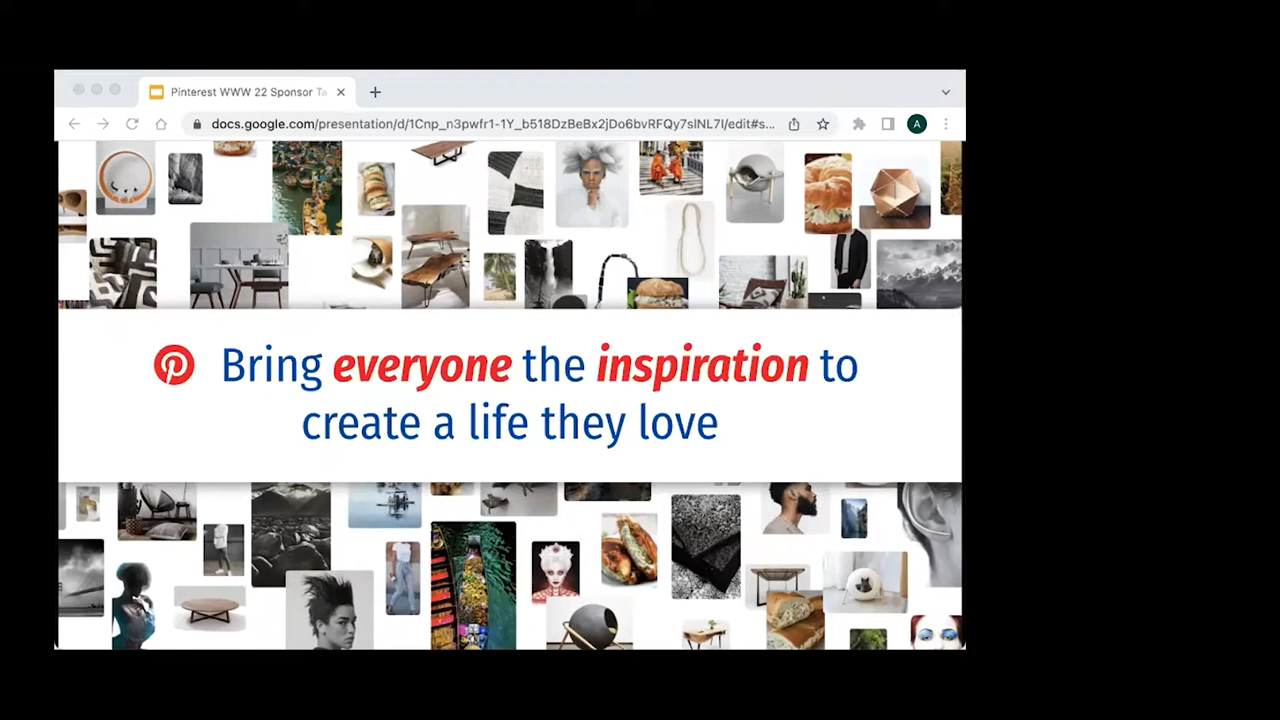 Pinterest WWW 22 Sponsor Ta
docs.google.com/presentation/d/1Cnp_n3pwfr1-1Y_b518DzBeBx2jDo6bvRFQy7slNL7I/edit#s...
A
Bring everyone the inspiration to
create a life they love